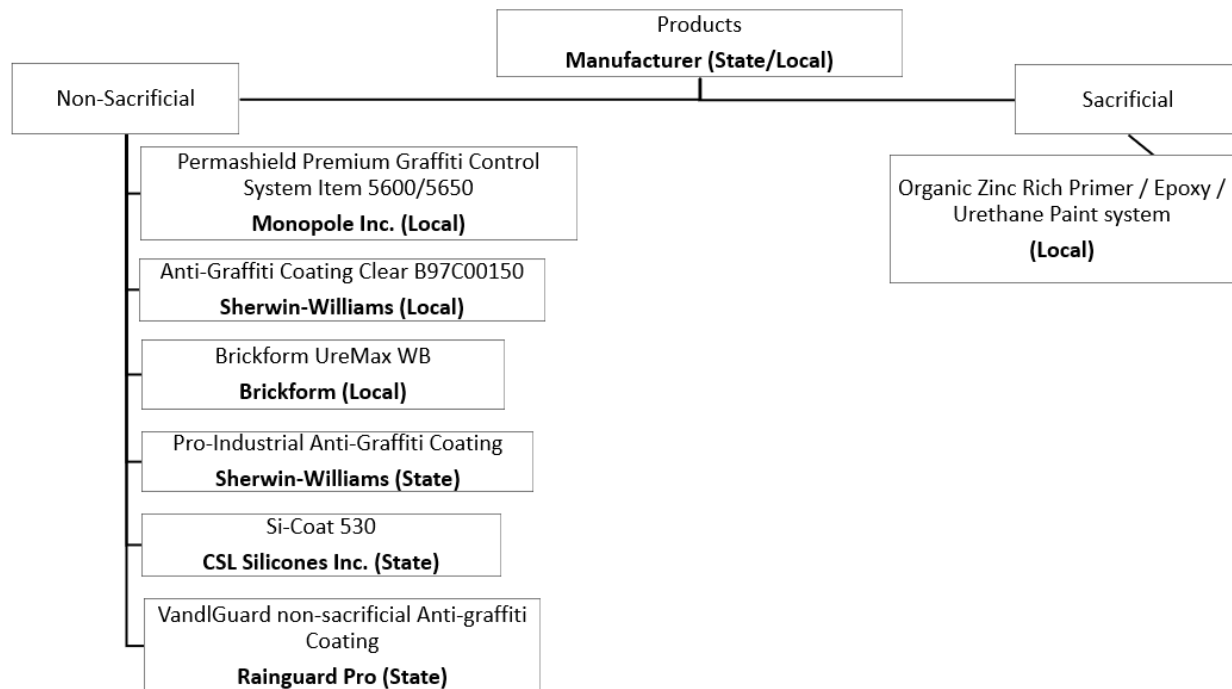 Products
Manufacturer (State/Local)
Non-Sacrificial
Sacrificial
Permashield Premium Graffiti Control
System Item 5600/5650
Monopole Inc. (Local)
Anti-Graffiti Coating Clear B97C00150
Sherwin-Williams (Local)
Brickform UreMax WB
Brickform (Local)
Pro-Industrial Anti-Graffiti Coating
Sherwin-Williams (State)
Si-Coat 530
CSL Silicones Inc. (State)
VandlGuard non-sacrificial Anti-graffiti
Coating
Rainguard Pro (State)
Organic Zinc Rich Primer / Epoxy /
Urethane Paint system
(Local)